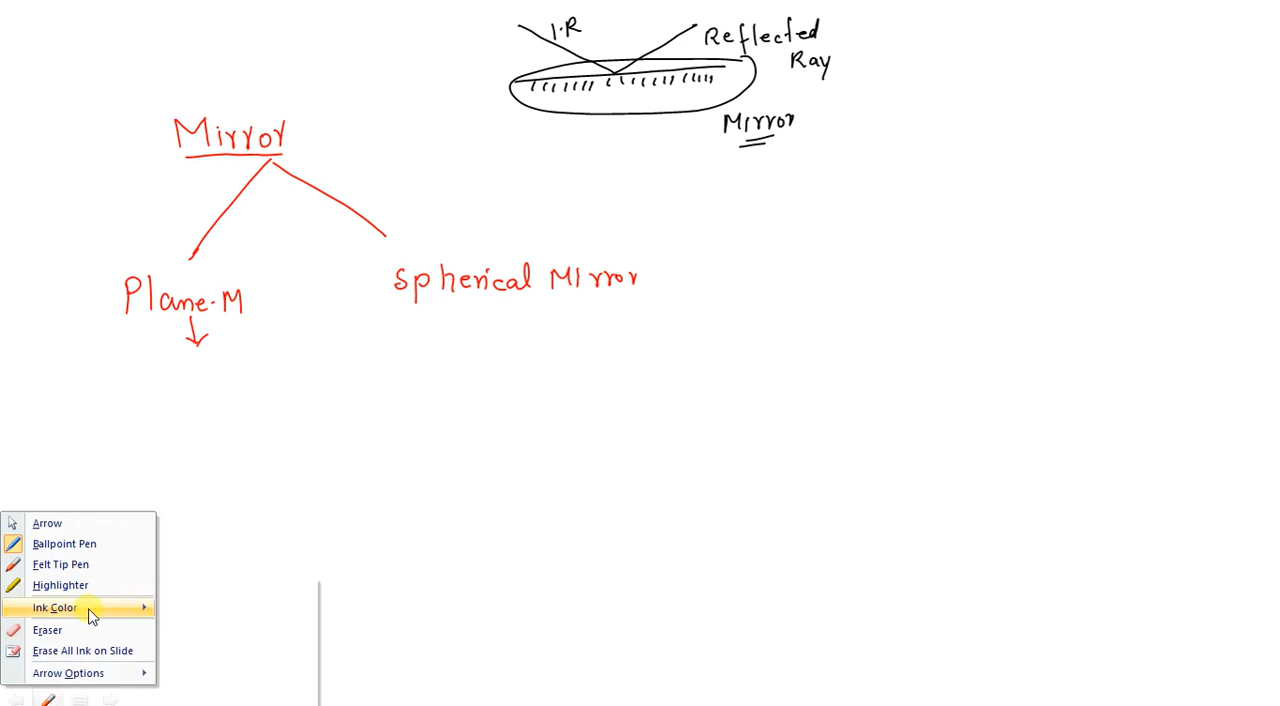 I.R
Reflected
Ray
Mirror
Mirror
Plane.M
Spherical Mirror
Arrow
Ballpoint Pen
Felt Tip Pen
Highlighter
Ink Color
Eraser
Erase All Ink on Slide
Arrow Options